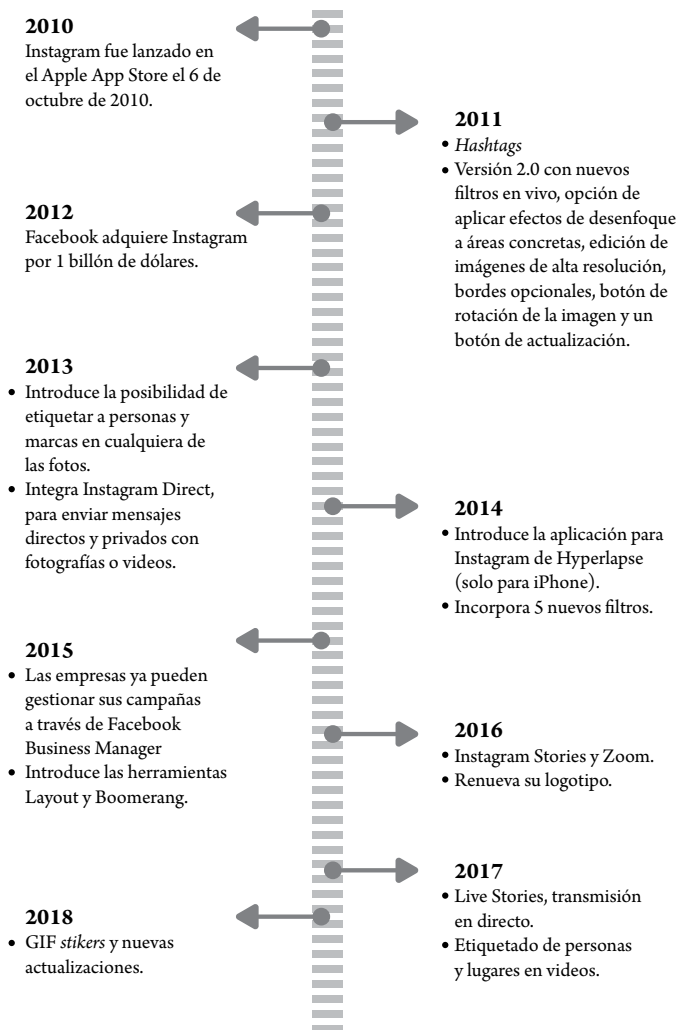 2010
Instagram fue lanzado en
el Apple App Store el 6 de
octubre de 2010.
2011
• Hashtags
• Versión 2.0 con nuevos
filtros en vivo, opción de
aplicar efectos de desenfoque
a áreas concretas, edición de
imágenes de alta resolución,
bordes opcionales, botón de
rotación de la imagen y un
botón de actualización.
2012
Facebook adquiere Instagram
por 1 billón de dólares.
2013
• Introduce la posibilidad de
etiquetar a personas y
marcas en cualquiera de
las fotos.
• Integra Instagram Direct,
para enviar mensajes
directos y privados con
fotografías o videos.
2014
• Introduce la aplicación para
Instagram de Hyperlapse
(solo para iPhone).
• Incorpora 5 nuevos filtros.
2015
• Las empresas ya pueden
gestionar sus campañas
a través de Facebook
Business Manager
• Introduce las herramientas
Layout y Boomerang.
2016
• Instagram Stories y Zoom.
• Renueva su logotipo.
2017
• Live Stories, transmisión
en directo.
• Etiquetado de personas
y lugares en videos.
2018
• GIF stikers y nuevas
actualizaciones.